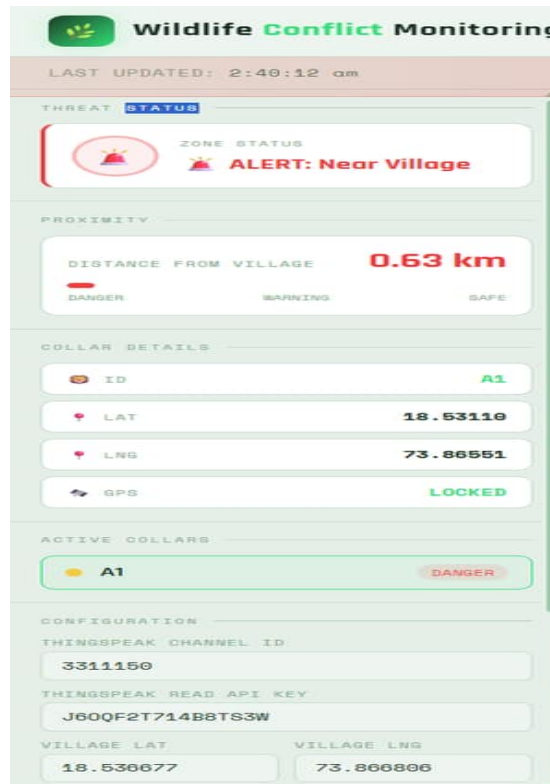 Wildlife Conflict Monitoring
LAST UPDATED: 2:40:12 am
THREAT STATUS
ZONE STATUS
ALERT: Near Village
PROXIMITY
DISTANCE FROM VILLAGE 0.63 km
DANGER WARNING SAFE
COLLAR DETAILS
ID A1
LAT 18.53110
LNG 73.86551
GPS LOCKED
ACTIVE COLLARS
A1 DANGER
CONFIGURATION
THINGSPEAK CHANNEL ID
3311150
THINGSPEAK READ API KEY
J6OQF2T714B8TS3W
VILLAGE LAT VILLAGE LNG
18.536677 73.866806